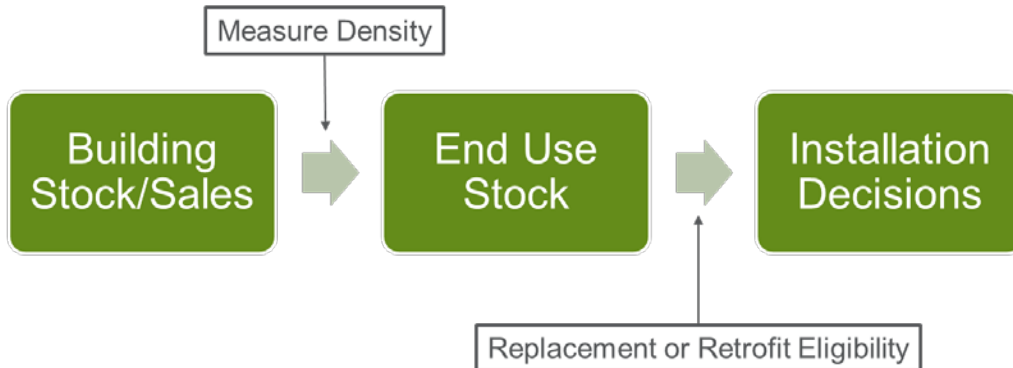 Measure Density
Building
Stock/Sales
End Use
Stock
Installation
Decisions
Replacement or Retrofit Eligibility